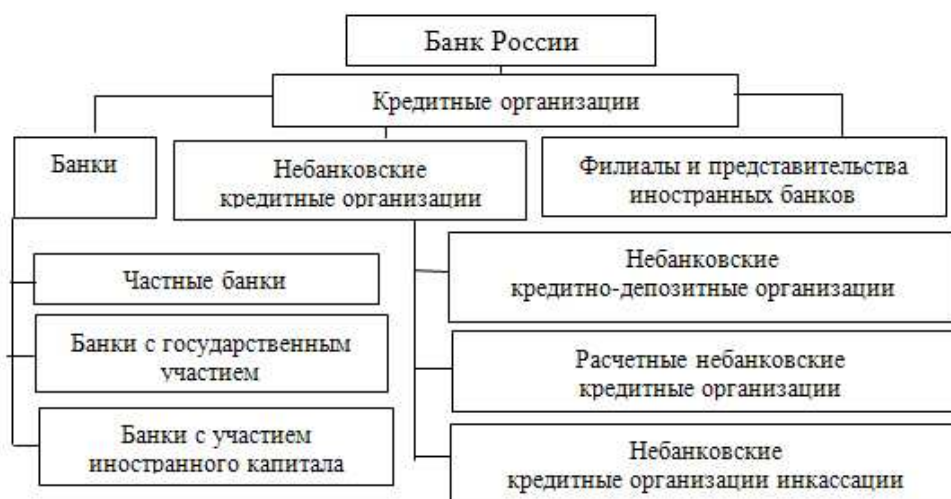 Банк России
Кредитные организации
Банки
Небанковские
кредитные организации
Филиалы и представительства
иностранных банков
Частные банки
Банки с государственным
участием
Банки с участием
иностранного капитала
Небанковские
кредитно-депозитные организации
Расчетные небанковские
кредитные организации
Небанковские
кредитные организации инкассации